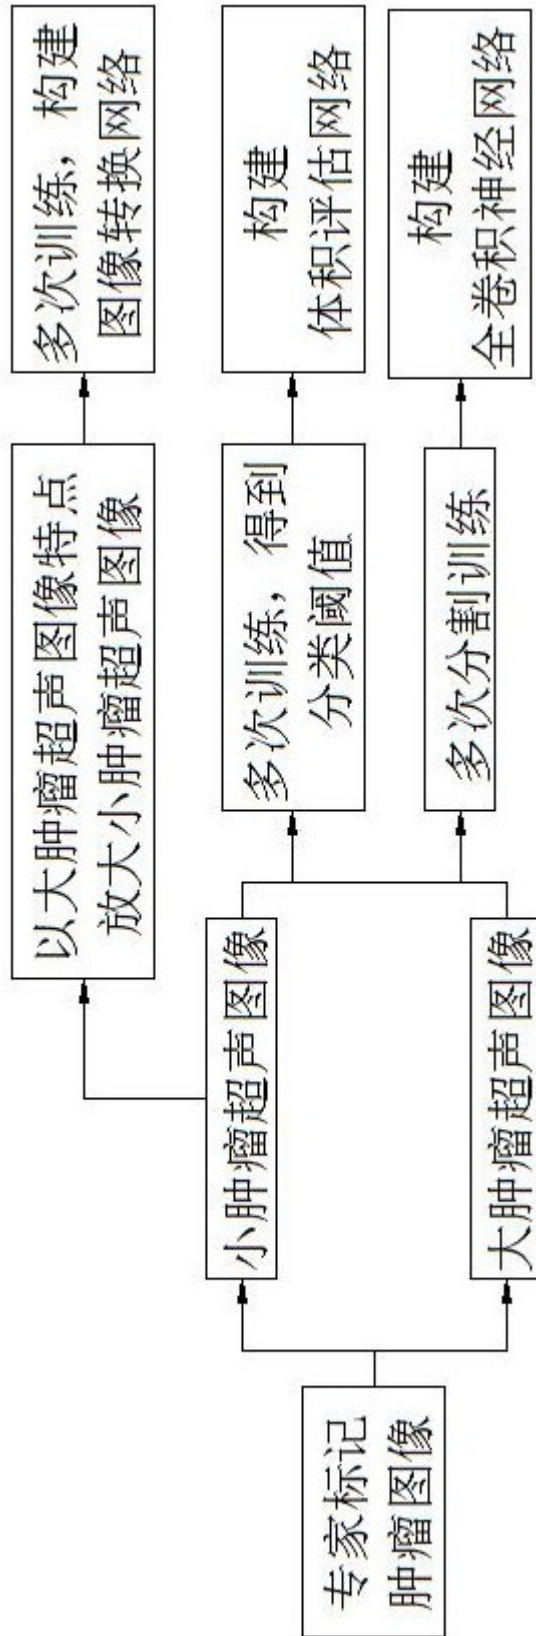 专家标记
肿瘤图像
小肿瘤超声图像
大肿瘤超声图像
以大肿瘤超声图像特点
放大小肿瘤超声图像
多次训练，得到
分类阈值
多次分割训练
多次训练，构建
图像转换网络
构建
体积评估网络
构建
全卷积神经网络